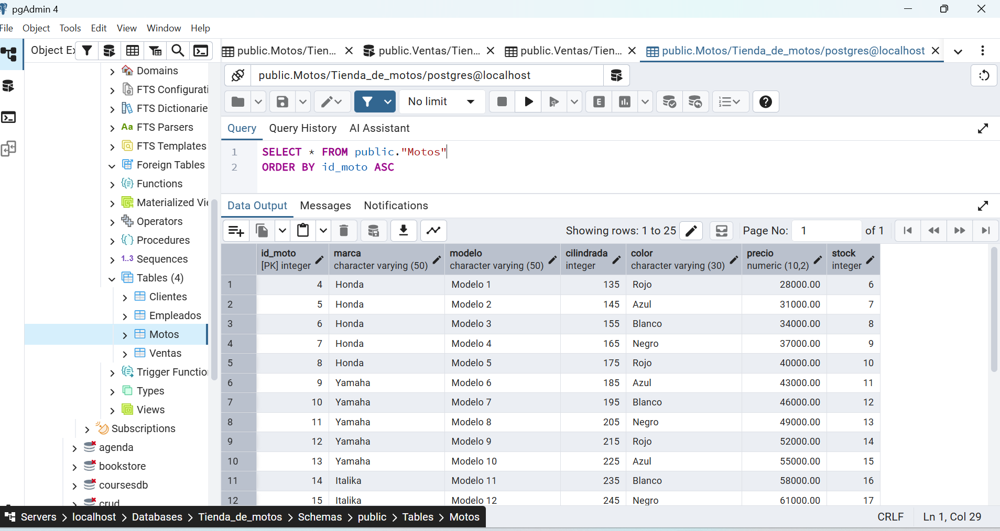 pgAdmin 4
File Object Tools Edit View Window Help
Object Ex
public.Motos/Tien... public.Ventas/Tien... public.Ventas/Tien... public.Motos/Tienda_de_motos/postgres@localhost
public.Motos/Tienda_de_motos/postgres@localhost
No limit E
Query Query History AI Assistant
1 SELECT * FROM public."Motos"
2 ORDER BY id_moto ASC
Domains
FTS Configurati
FTS Dictionarie
Aa FTS Parsers
FTS Templates
Foreign Tables
Functions
Materialized Vie
Operators
Procedures
1..3 Sequences
Tables (4)
Clientes
Empleados
Motos
Ventas
Trigger Functio
Types
Views
Subscriptions
agenda
bookstore
coursesdb
crud
Data Output Messages Notifications
Showing rows: 1 to 25 Page No: 1 of 1
id_moto marca modelo cilindrada color precio stock
[PK] integer character varying (50) character varying (50) integer character varying (30) numeric (10,2) integer
1 4 Honda Modelo 1 135 Rojo 28000.00 6
2 5 Honda Modelo 2 145 Azul 31000.00 7
3 6 Honda Modelo 3 155 Blanco 34000.00 8
4 7 Honda Modelo 4 165 Negro 37000.00 9
5 8 Honda Modelo 5 175 Rojo 40000.00 10
6 9 Yamaha Modelo 6 185 Azul 43000.00 11
7 10 Yamaha Modelo 7 195 Blanco 46000.00 12
8 11 Yamaha Modelo 8 205 Negro 49000.00 13
9 12 Yamaha Modelo 9 215 Rojo 52000.00 14
10 13 Yamaha Modelo 10 225 Azul 55000.00 15
11 14 Italika Modelo 11 235 Blanco 58000.00 16
12 15 Italika Modelo 12 245 Negro 61000.00 17
Servers > localhost > Databases > Tienda_de_motos > Schemas > public > Tables > Motos
CRLF Ln 1, Col 29